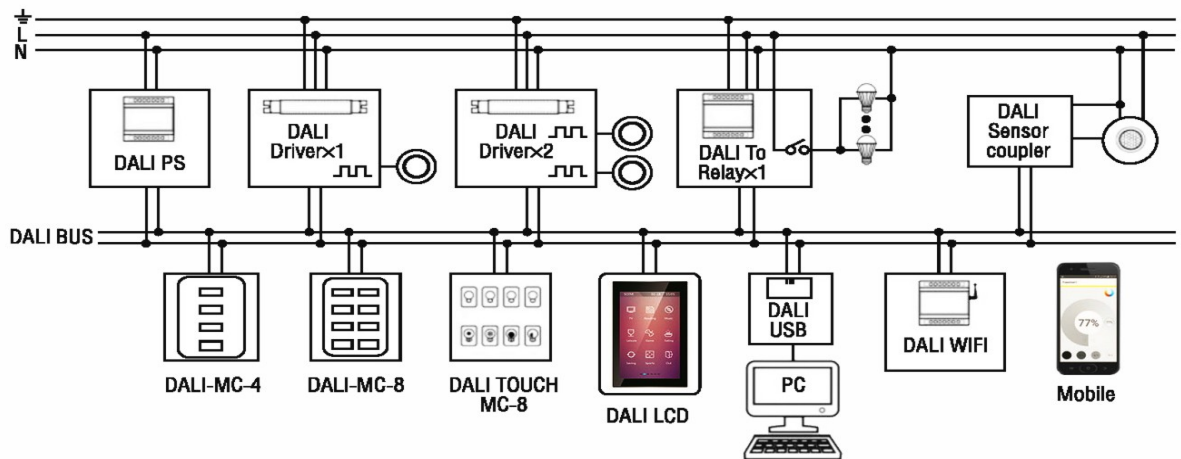 L
N
DALI PS
DALI
Driver×1
DALI
Driver×2
DALI To
Relay×1
DALI
Sensor
coupler
DALI BUS
DALI-MC-4
DALI-MC-8
DALI TOUCH
MC-8
DALI LCD
DALI
USB
PC
DALI WIFI
77%
Mobile